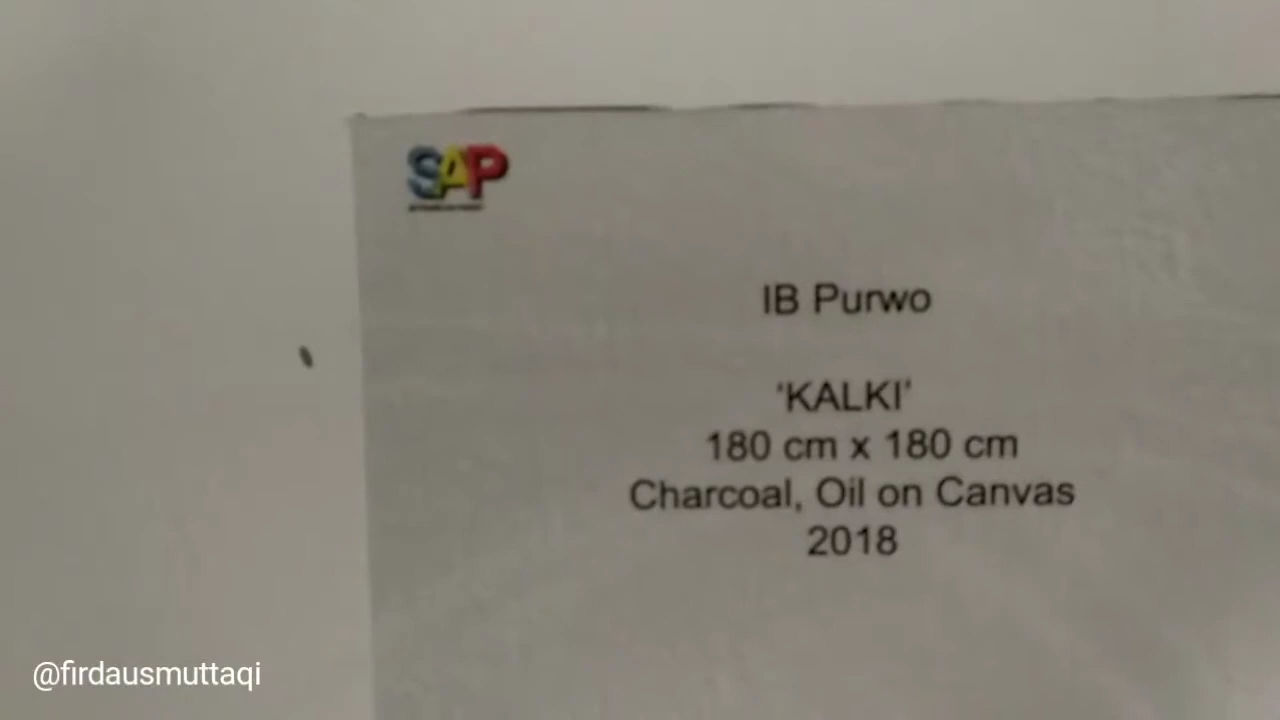 SAP
IB Purwo
‘KALKI’
180 cm x 180 cm
Charcoal, Oil on Canvas
2018
@firdausmuttaqi